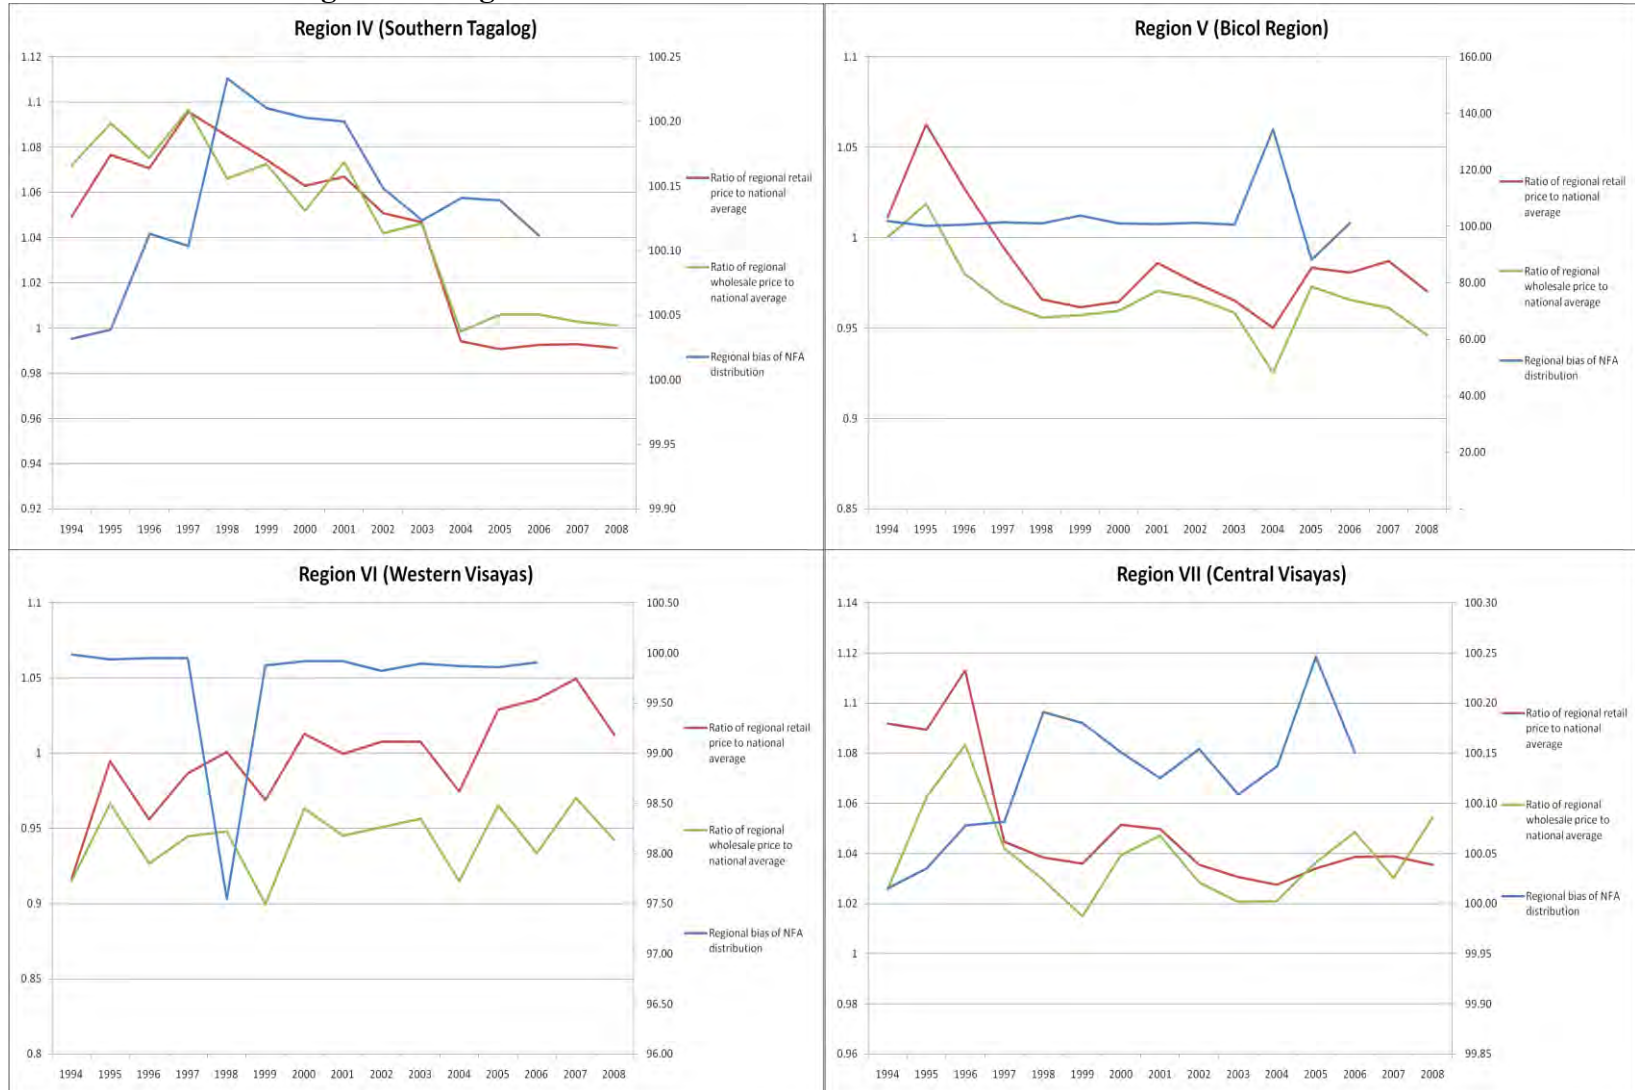 Region IV (Southern Tagalog)
1.12
1.1
1.08
1.06
1.04
1.02
1
0.98
0.96
0.94
0.92
100.25
100.20
100.15
100.10
100.05
100.00
99.95
99.90
1994 1995 1996 1997 1998 1999 2000 2001 2002 2003 2004 2005 2006 2007 2008
Ratio of regional retail
price to national
average
Ratio of regional
wholesale price to
national average
Regional bias of NFA
distribution
Region V (Bicol Region)
1.1
1.05
1
0.95
0.9
0.85
160.00
140.00
120.00
100.00
80.00
60.00
40.00
20.00
-
1994 1995 1996 1997 1998 1999 2000 2001 2002 2003 2004 2005 2006 2007 2008
Ratio of regional retail
price to national
average
Ratio of regional
wholesale price to
national average
Regional bias of NFA
distribution
Region VI (Western Visayas)
1.1
1.05
1
0.95
0.9
0.85
0.8
100.50
100.00
99.50
99.00
98.50
98.00
97.50
97.00
96.50
96.00
1994 1995 1996 1997 1998 1999 2000 2001 2002 2003 2004 2005 2006 2007 2008
Ratio of regional retail
price to national
average
Ratio of regional
wholesale price to
national average
Regional bias of NFA
distribution
Region VII (Central Visayas)
1.14
1.12
1.1
1.08
1.06
1.04
1.02
1
0.98
0.96
100.30
100.25
100.20
100.15
100.10
100.05
100.00
99.95
99.90
99.85
1994 1995 1996 1997 1998 1999 2000 2001 2002 2003 2004 2005 2006 2007 2008
Ratio of regional retail
price to national
average
Ratio of regional
wholesale price to
national average
Regional bias of NFA
distribution